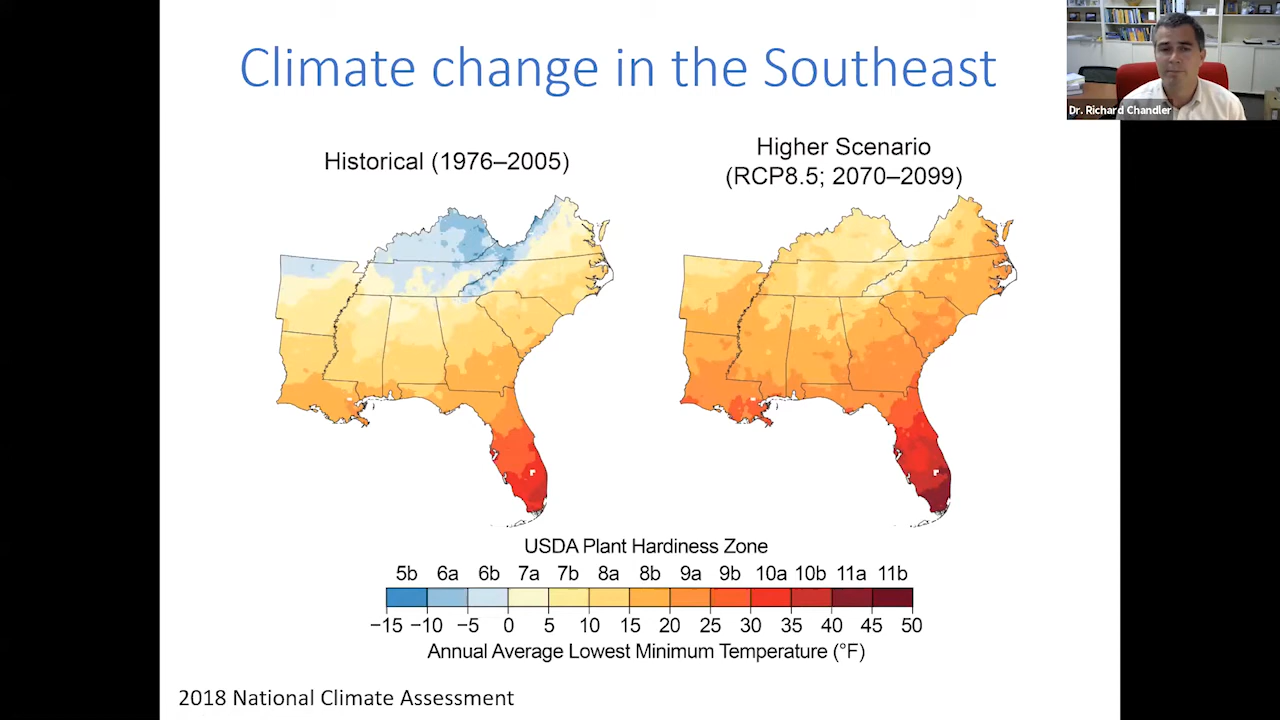 Climate change in the Southeast
Dr. Richard Chandler
Historical (1976–2005)
Higher Scenario
(RCP8.5; 2070–2099)
USDA Plant Hardiness Zone
5b 6a 6b 7a 7b 8a 8b 9a 9b 10a 10b 11a 11b
−15 −10 −5 0 5 10 15 20 25 30 35 40 45 50
Annual Average Lowest Minimum Temperature (°F)
2018 National Climate Assessment